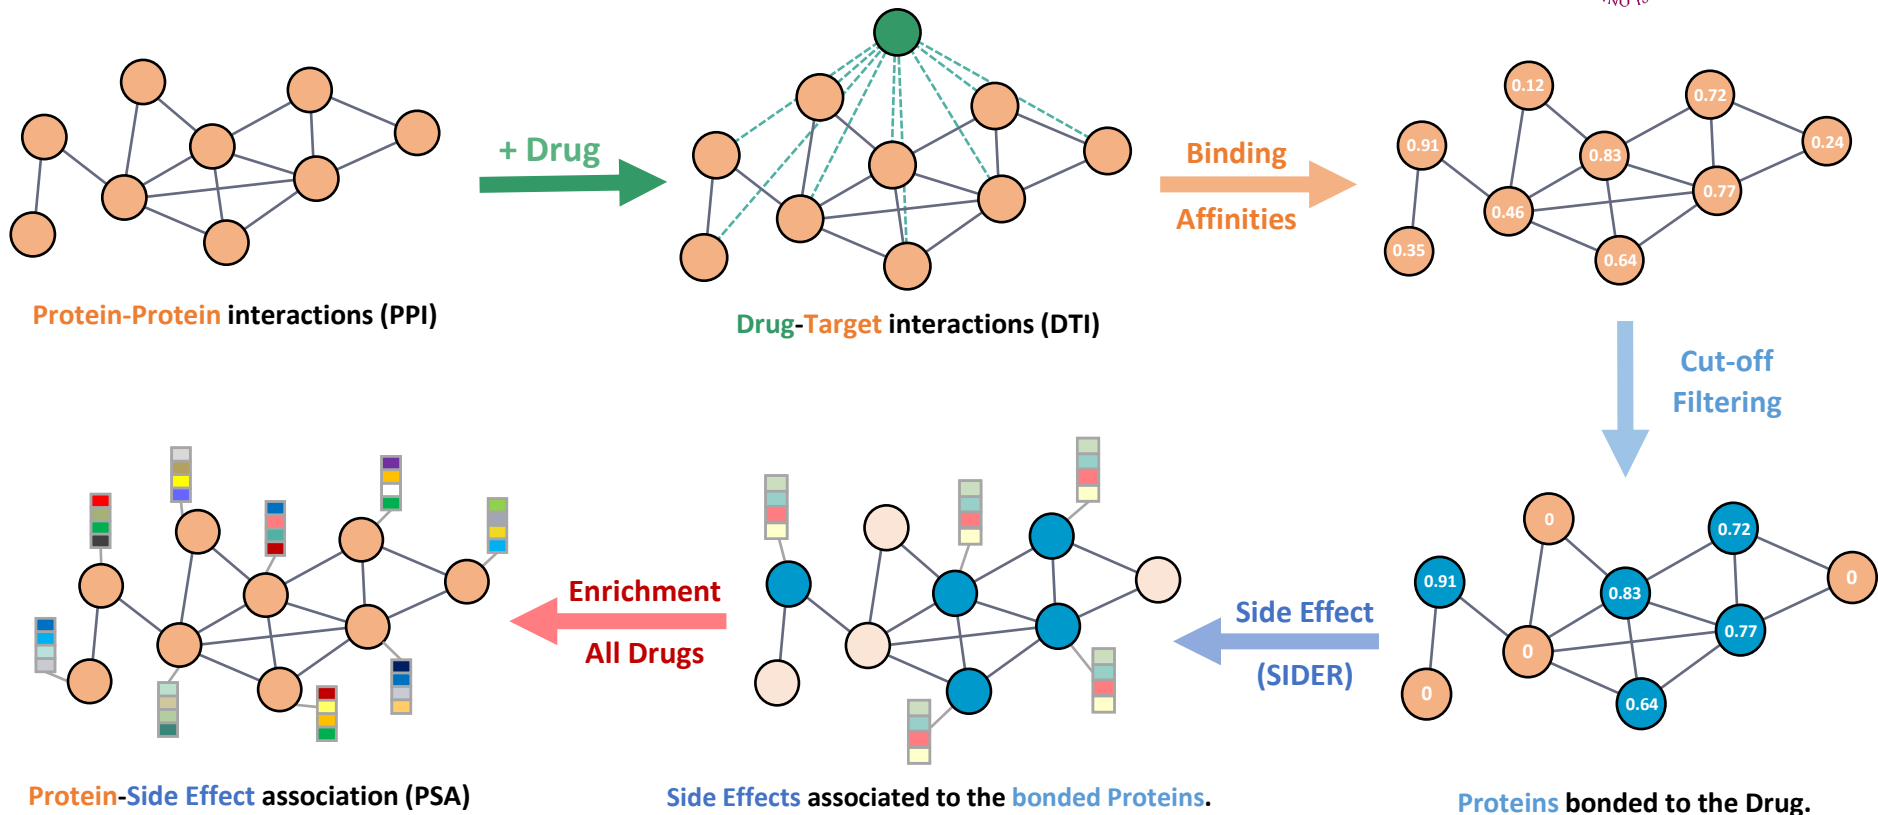 + Drug
Binding
Affinities
0.12
0.72
0.91
0.83
0.24
0.77
0.46
0.35
0.64
Protein-Protein interactions (PPI)
Drug-Target interactions (DTI)
Cut-off
Filtering
0
0.72
0.91
0.83
0
0.77
0
0
0.64
Side Effect
(SIDER)
Enrichment
All Drugs
Protein-Side Effect association (PSA)
Side Effects associated to the bonded Proteins.
Proteins bonded to the Drug.